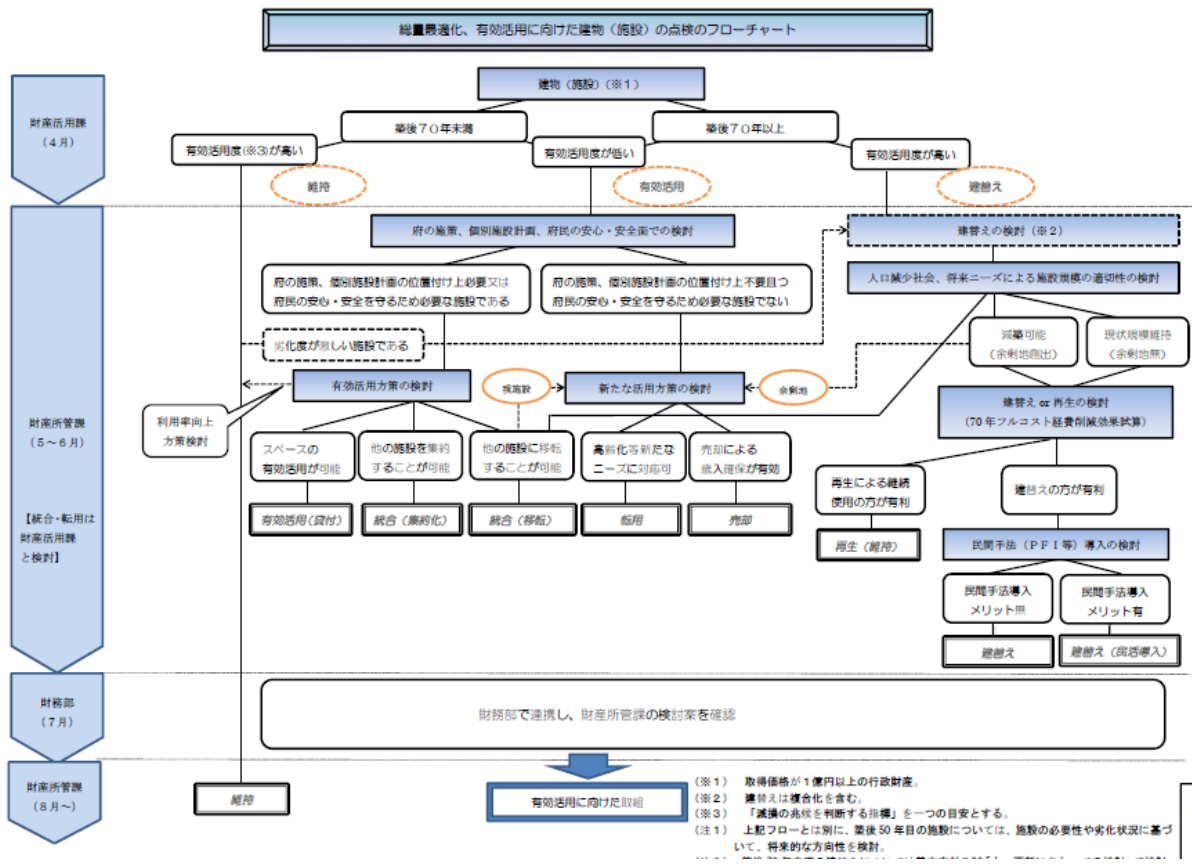 総量最適化、有効活用に向けた建物（施設）の点検のフローチャート
財産活用課
（４月）
建物（施設）（※１）
築後７０年未満
築後７０年以上
有効活用度(※3)が高い
有効活用度が低い
有効活用度が高い
維持
有効活用
建替え
財産所管課
（５～６月）
【統合・転用は
財産活用課
と検討】
府の施策、個別施設計画、府民の安心・安全面での検討
建替えの検討（※２）
府の施策、個別施設計画の位置付け上必要又は
府民の安心・安全を守るため必要な施設である
府の施策、個別施設計画の位置付け上不要且つ
府民の安心・安全を守るため必要な施設でない
人口減少社会、将来ニーズによる施設規模の適切性の検討
劣化度が激しい施設である
減築可能
（余剰地創出）
現状規模維持
（余剰地無）
有効活用方策の検討
現施設
新たな活用方策の検討
余剰地
利用率向上
方策検討
建替え or 再生の検討
（70 年フルコスト経費削減効果試算）
スペースの
有効活用が可能
他の施設を集約
することが可能
他の施設に移転
することが可能
高齢化等新たな
ニーズに対応可
売却による
歳入確保が有効
再生による継続
使用の方が有利
建替えの方が有利
有効活用（貸付）
統合（集約化）
統合（移転）
転用
売却
再生（維持）
民間手法（ＰＦＩ等）導入の検討
民間手法導入
メリット無
民間手法導入
メリット有
建替え
建替え（民活導入）
財務部
（７月）
財務部で連携し、財産所管課の検討案を確認
財産所管課
（８月～）
維持
有効活用に向けた取組
（※１） 取得価格が１億円以上の行政財産。
（※２） 建替えは複合化を含む。
（※３） 「減損の兆候を判断する指標」を一つの目安とする。
（注１） 上記フローとは別に、築後 50 年目の施設については、施設の必要性や劣化状況に基づ
いて、将来的な方向性を検討。